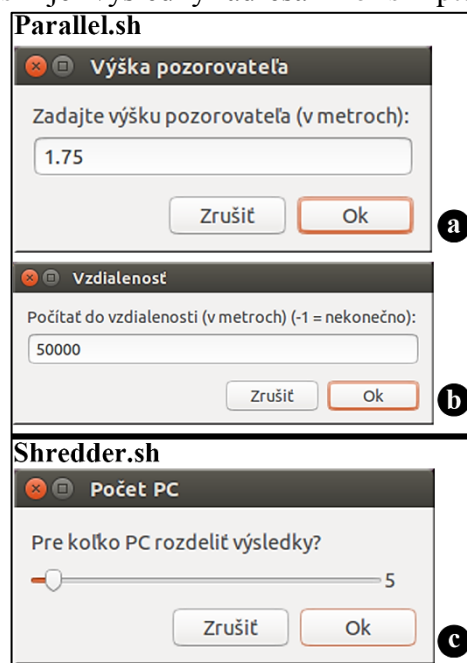 Parallel.sh
Výška pozorovateľa
Zadajte výšku pozorovateľa (v metroch):
1.75
Zrušiť Ok
a
Vzdialenosť
Počítať do vzdialenosti (v metroch) (-1 = nekonečno):
50000
Zrušiť Ok
b
Shredder.sh
Počet PC
Pre koľko PC rozdeliť výsledky?
5
Zrušiť Ok
c